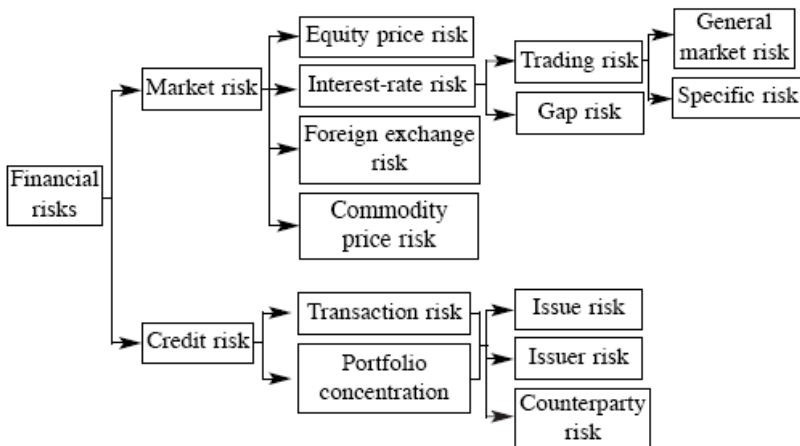 Financial
risks
Market risk
Equity price risk
Interest-rate risk
Foreign exchange
risk
Commodity
price risk
Trading risk
Gap risk
General
market risk
Specific risk
Credit risk
Transaction risk
Portfolio
concentration
Issue risk
Issuer risk
Counterparty
risk